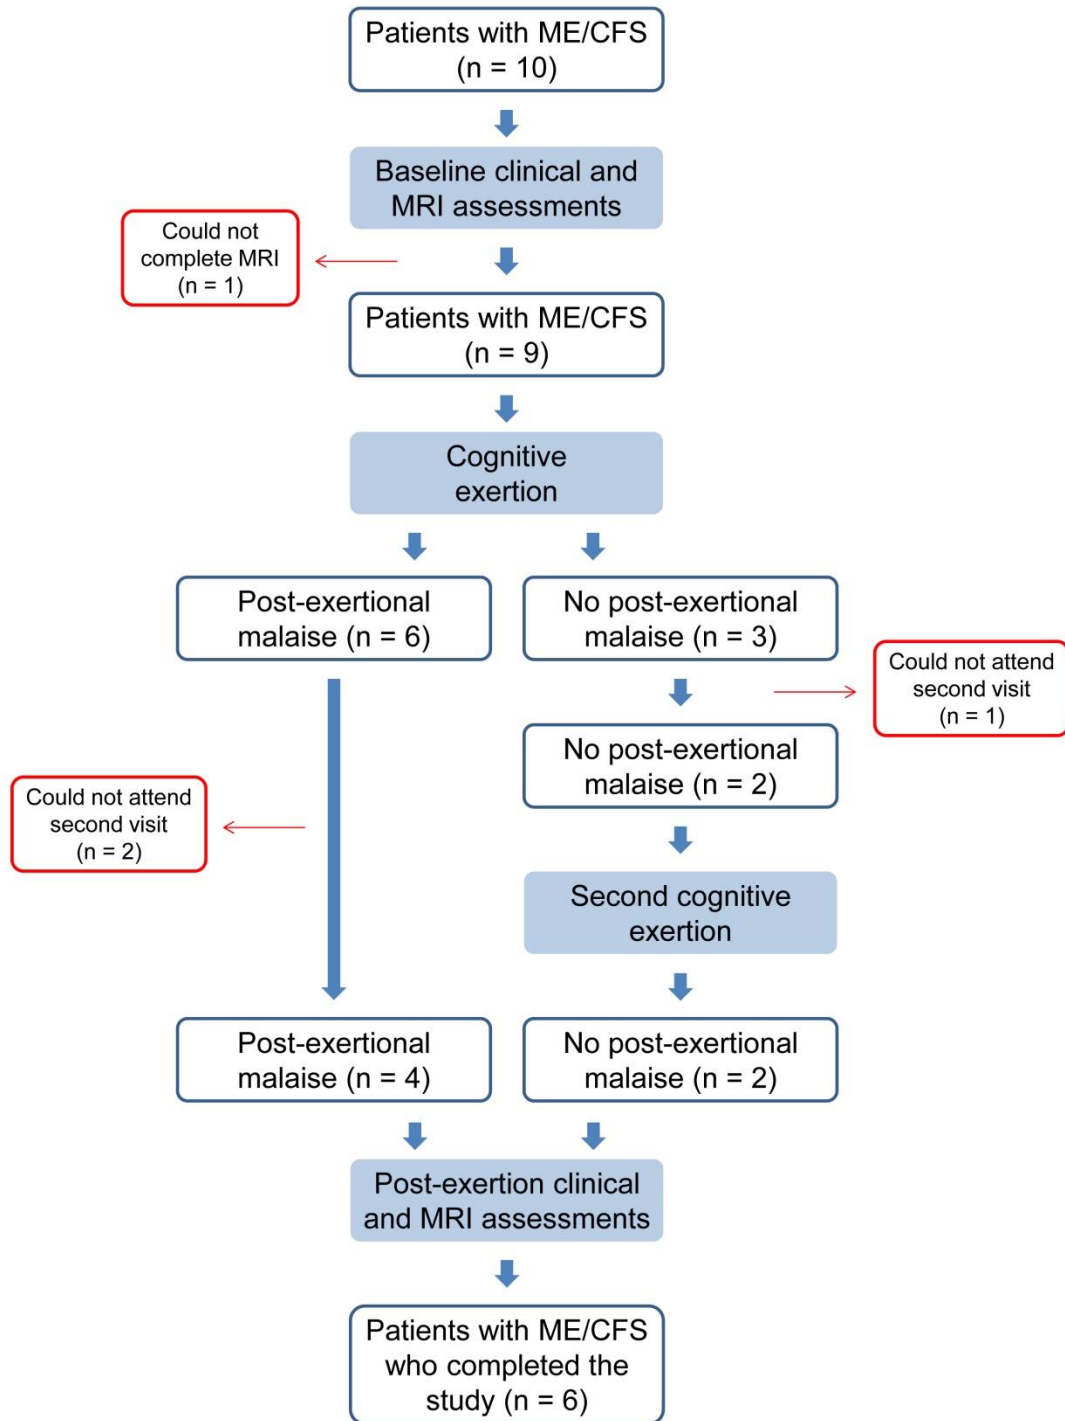 Patients with ME/CFS
(n = 10)
Baseline clinical and
MRI assessments
Could not
complete MRI
(n = 1)
Patients with ME/CFS
(n = 9)
Cognitive
exertion
Post-exertional
malaise (n = 6)
No post-exertional
malaise (n = 3)
Could not attend
second visit
(n = 1)
No post-exertional
malaise (n = 2)
Could not attend
second visit
(n = 2)
Second cognitive
exertion
Post-exertional
malaise (n = 4)
No post-exertional
malaise (n = 2)
Post-exertion clinical
and MRI assessments
Patients with ME/CFS
who completed the
study (n = 6)